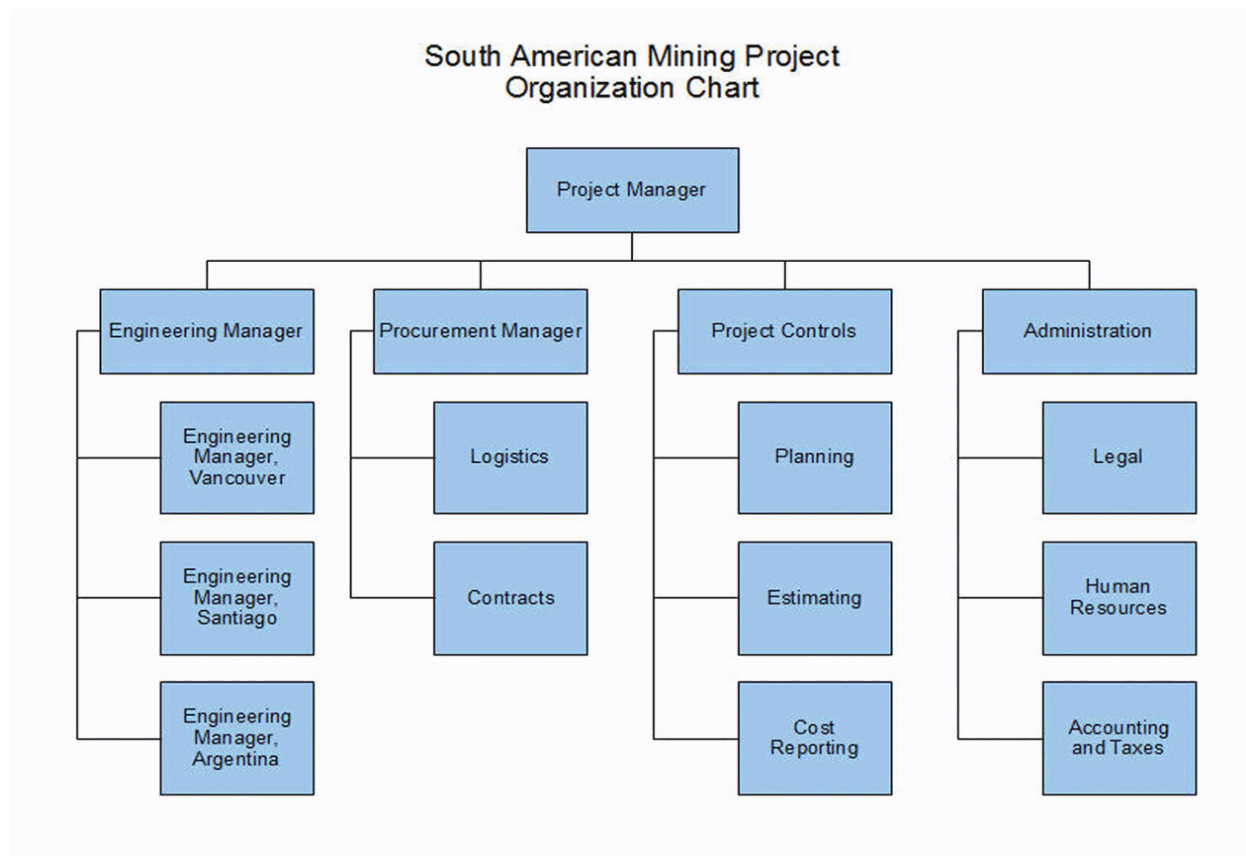 South American Mining Project
Organization Chart
Project Manager
Engineering Manager
Procurement Manager
Project Controls
Administration
Engineering
Manager,
Vancouver
Logistics
Planning
Legal
Engineering
Manager,
Santiago
Contracts
Estimating
Human
Resources
Engineering
Manager,
Argentina
Cost
Reporting
Accounting
and Taxes